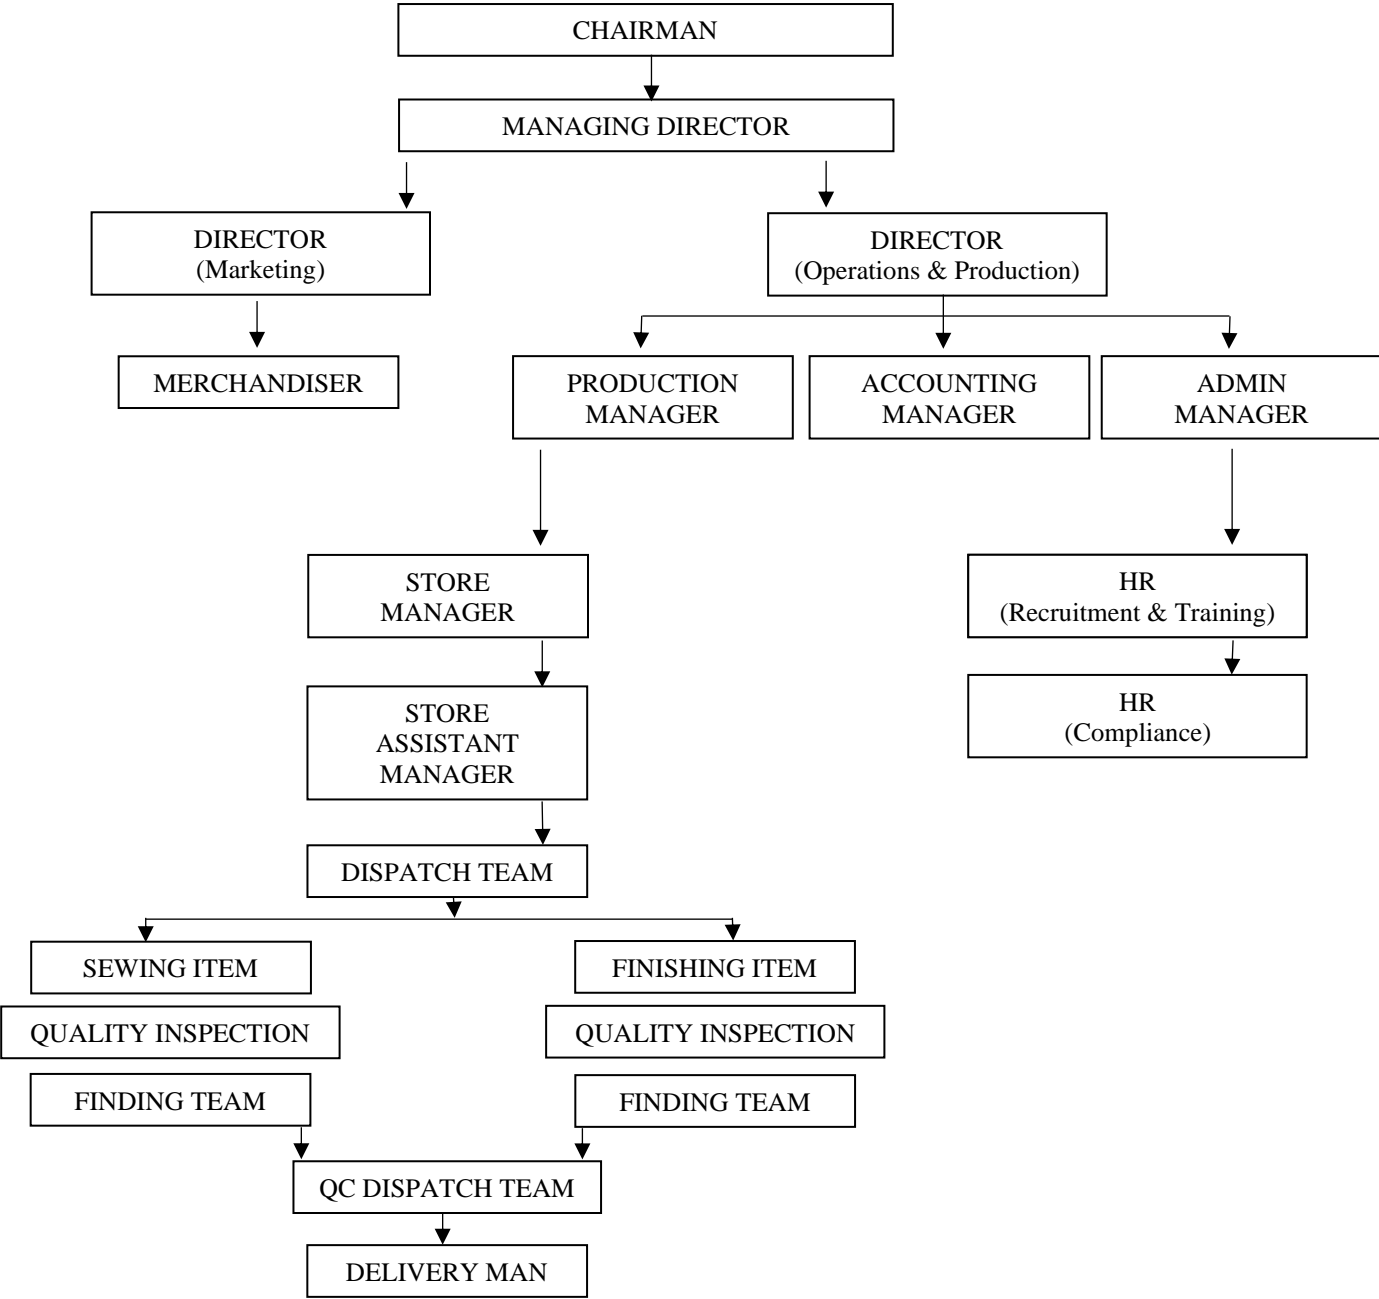 CHAIRMAN
MANAGING DIRECTOR
DIRECTOR
(Marketing)
DIRECTOR
(Operations & Production)
MERCHANDISER
PRODUCTION
MANAGER
ACCOUNTING
MANAGER
ADMIN
MANAGER
STORE
MANAGER
HR
(Recruitment & Training)
STORE
ASSISTANT
MANAGER
HR
(Compliance)
DISPATCH TEAM
SEWING ITEM
FINISHING ITEM
QUALITY INSPECTION
QUALITY INSPECTION
FINDING TEAM
FINDING TEAM
QC DISPATCH TEAM
DELIVERY MAN